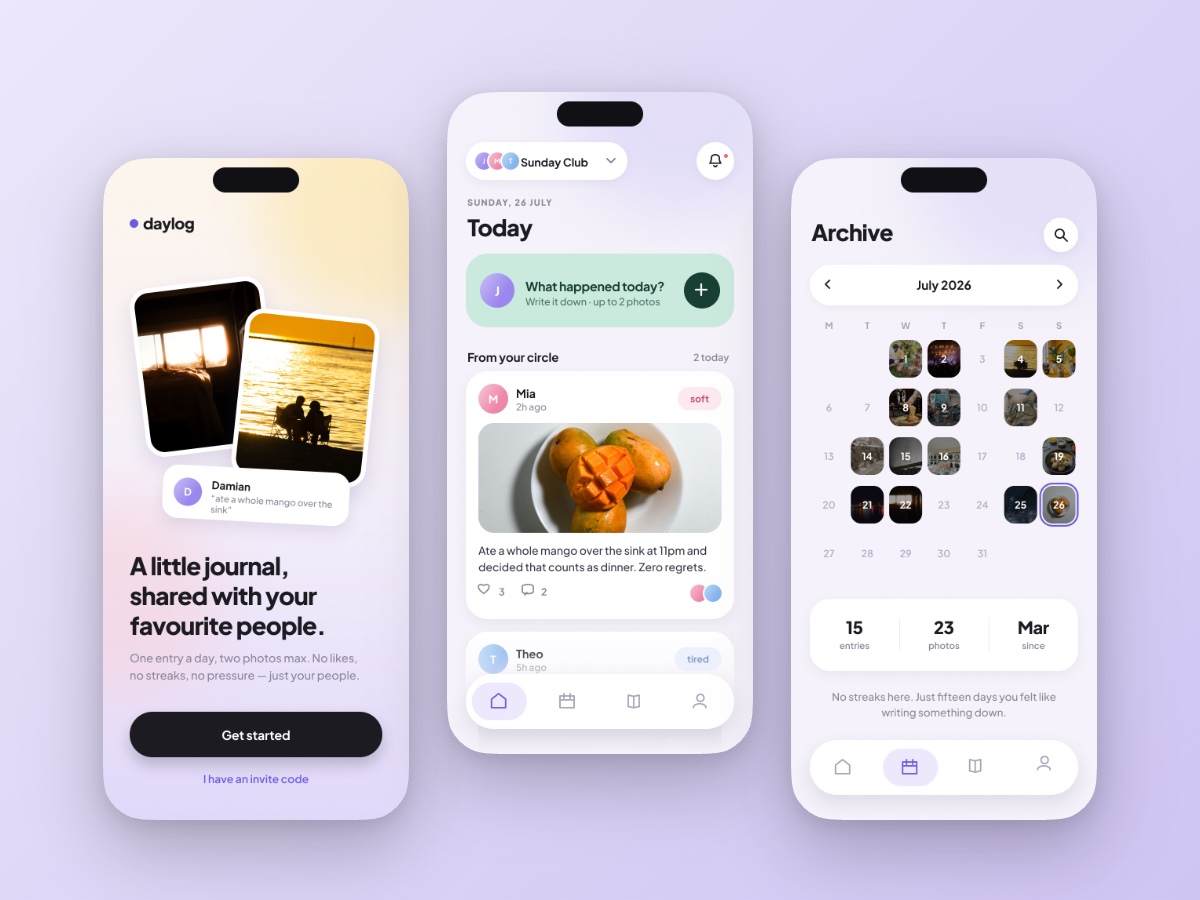 daylog
D
Damian
"ate a whole mango over the
sink"
A little journal,
shared with your
favourite people.
One entry a day, two photos max. No likes,
no streaks, no pressure — just your people.
Get started
I have an invite code
J M T Sunday Club
SUNDAY, 26 JULY
Today
J
What happened today?
Write it down · up to 2 photos
From your circle
2 today
M
Mia
2h ago
soft
Ate a whole mango over the sink at 11pm and
decided that counts as dinner. Zero regrets.
3 2
T
Theo
5h ago
tired
Archive
July 2026
M T W T F S S
1 2 3 4 5
6 7 8 9 10 11 12
13 14 15 16 17 18 19
20 21 22 23 24 25 26
27 28 29 30 31
15 23 Mar
entries photos since
No streaks here. Just fifteen days you felt like
writing something down.